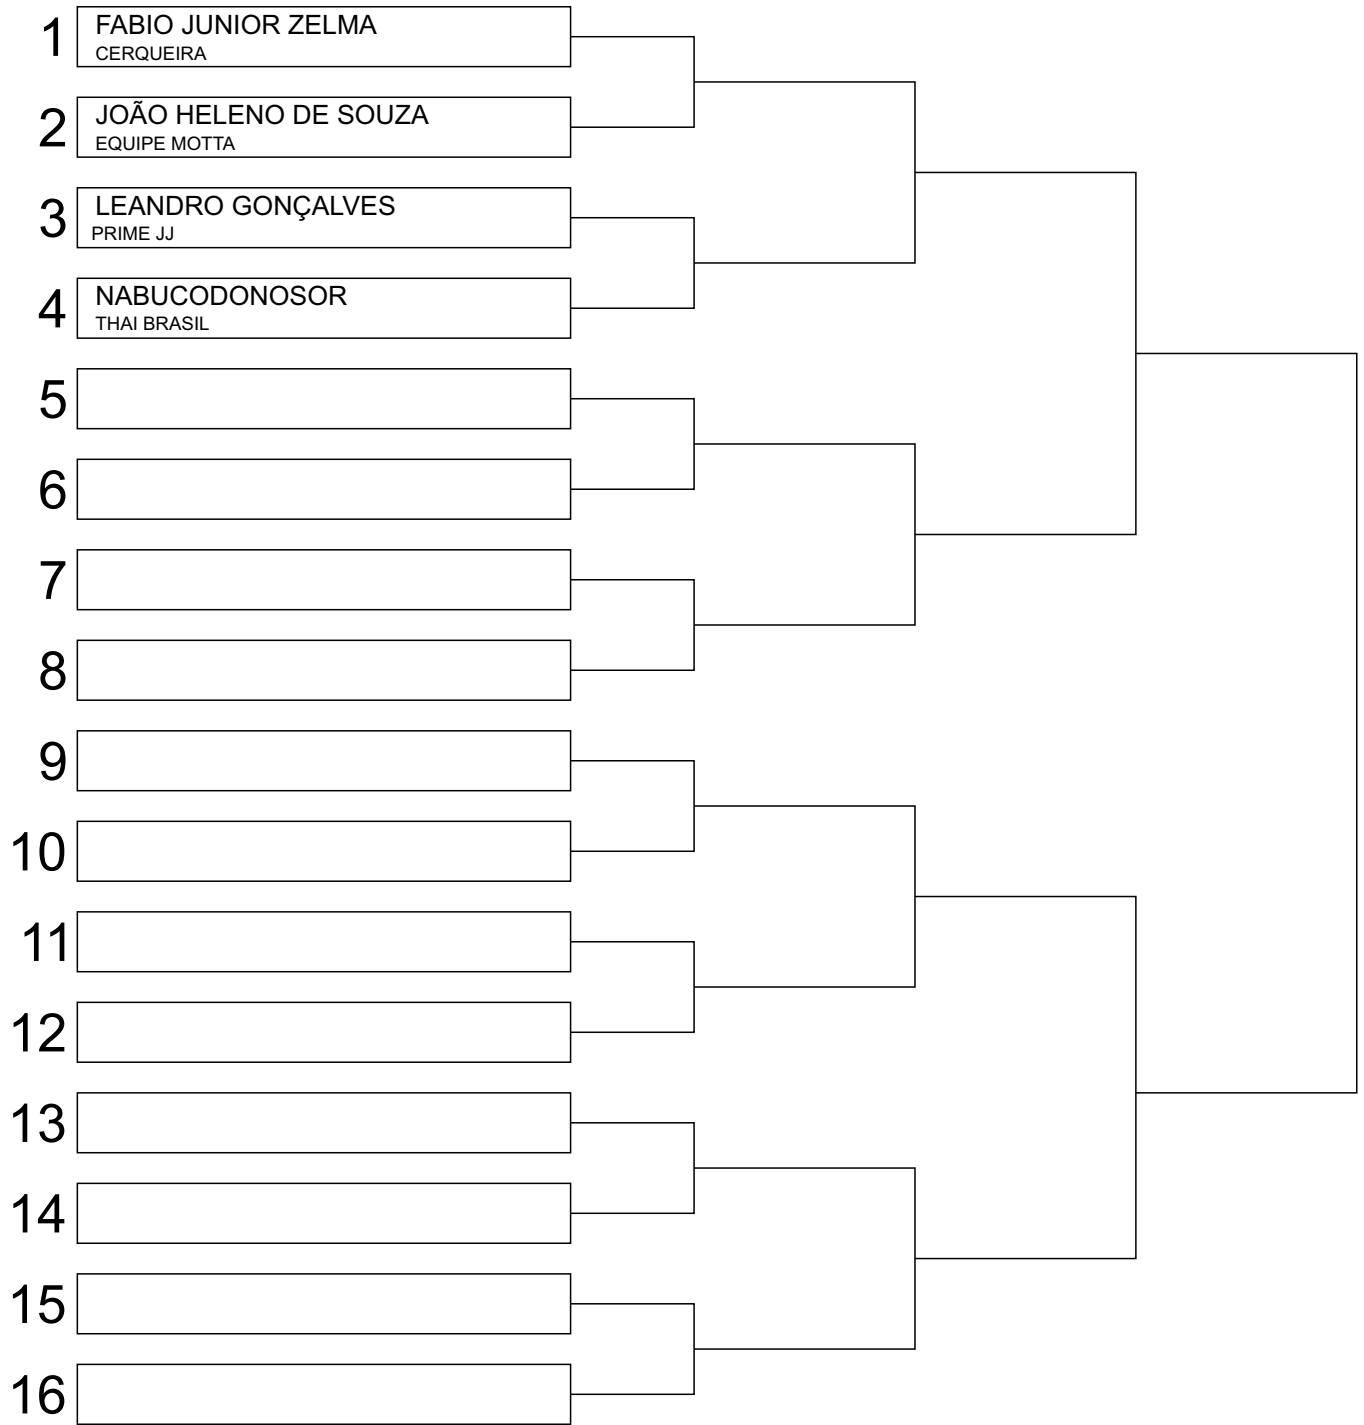 1
FABIO JUNIOR ZELMA
CERQUEIRA
2
JOÃO HELENO DE SOUZA
EQUIPE MOTTA
3
LEANDRO GONÇALVES
PRIME JJ
4
NABUCODONOSOR
THAI BRASIL
5
6
7
8
9
10
11
12
13
14
15
16